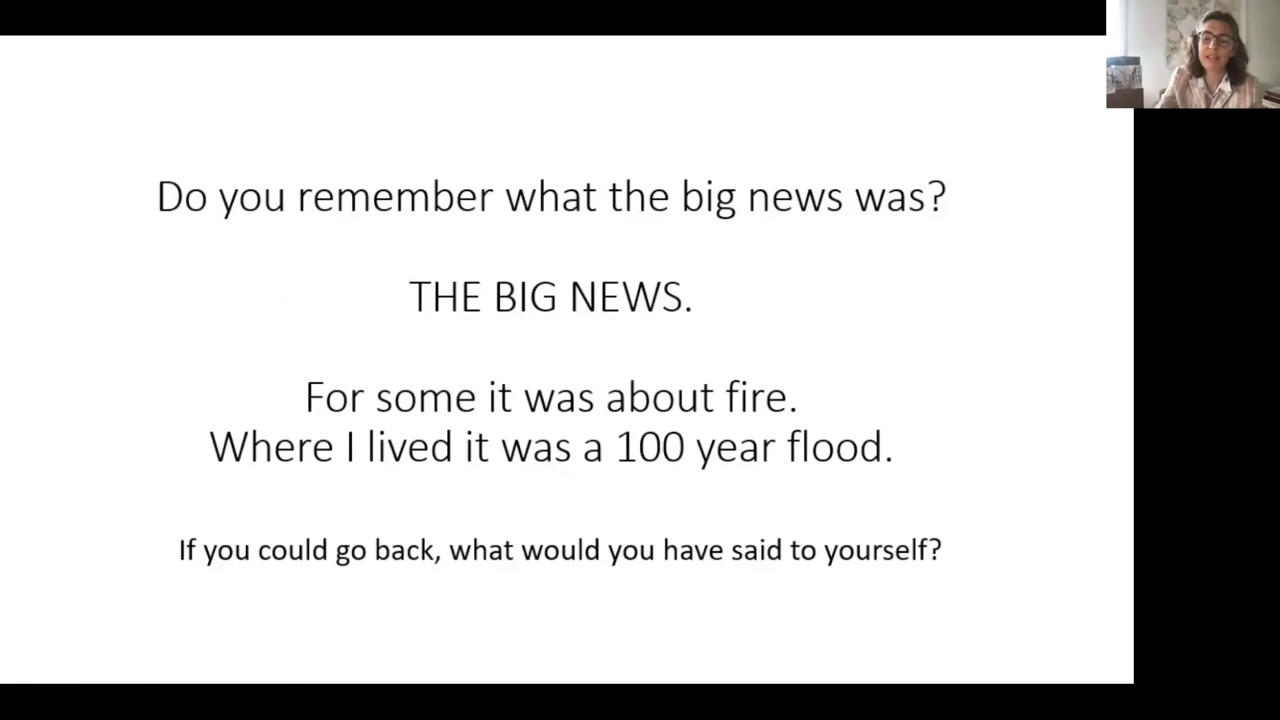 Do you remember what the big news was?
THE BIG NEWS.
For some it was about fire.
Where I lived it was a 100 year flood.
If you could go back, what would you have said to yourself?